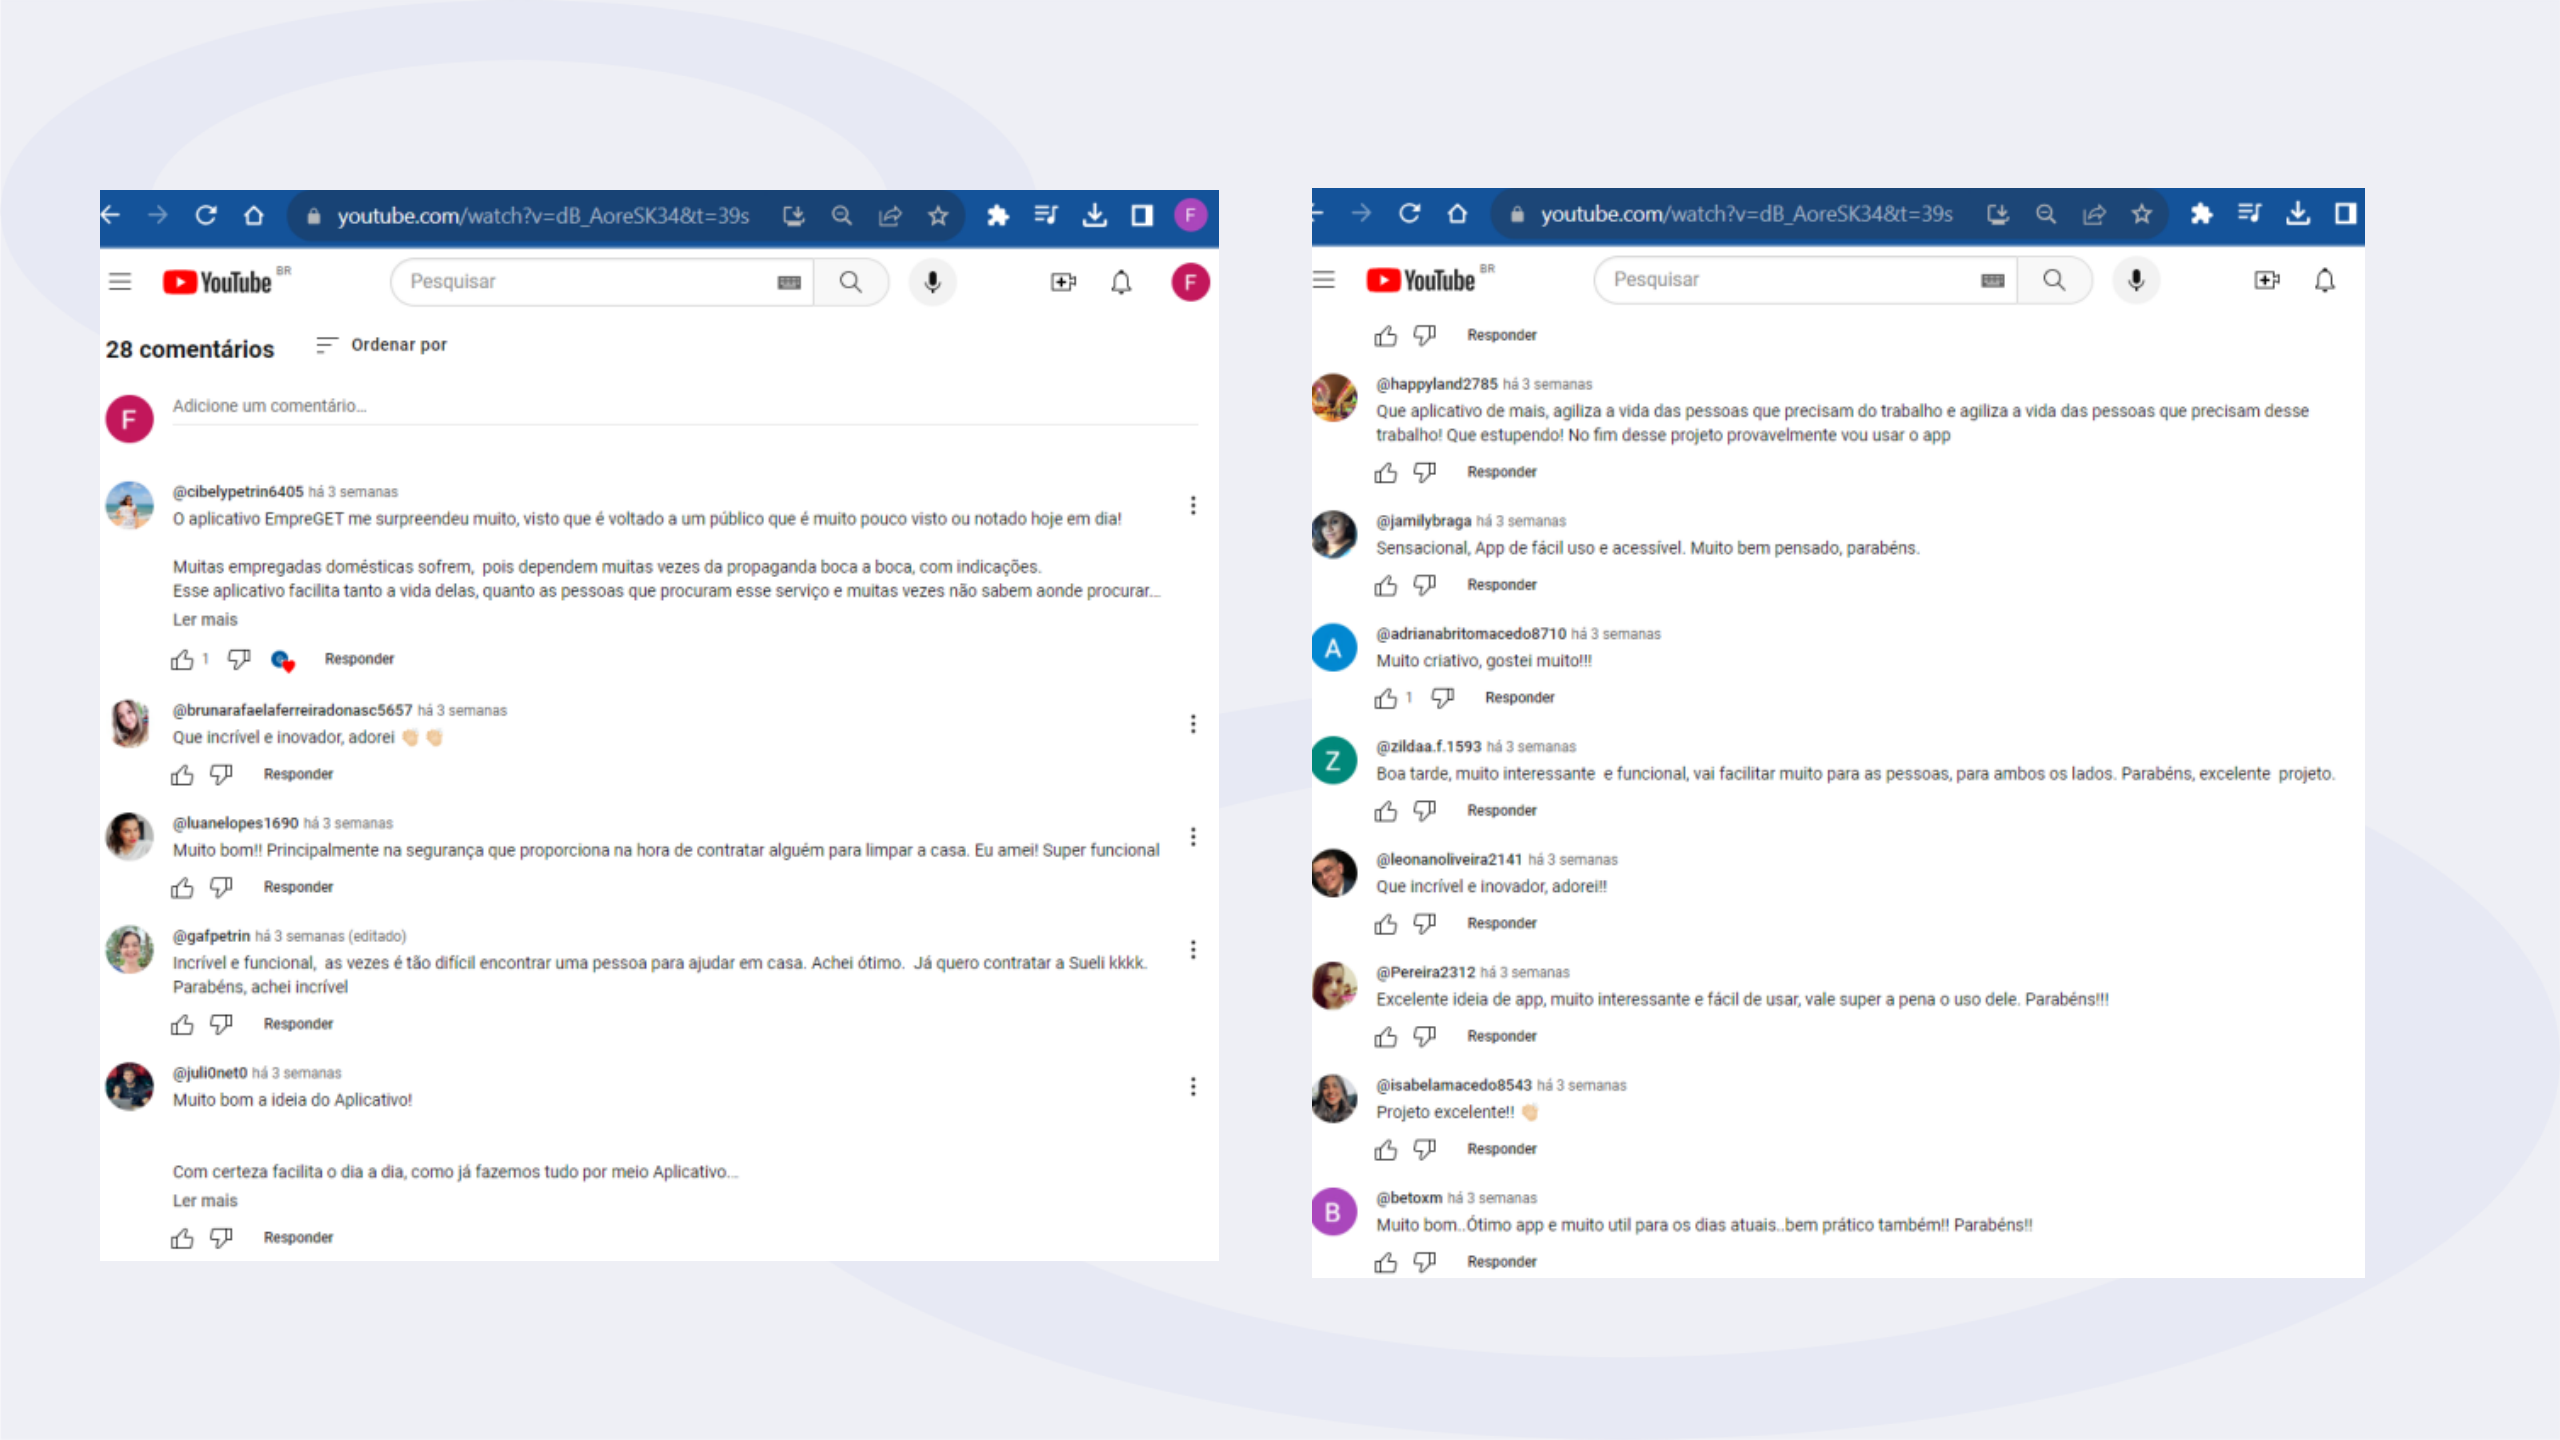 youtube.com/watch?v=dB_AoreSK34&t=39s
F
YouTube BR
Pesquisar
F
28 comentários
Ordenar por
F
Adicione um comentário...
@cibelypetrin6405 há 3 semanas
O aplicativo EmpreGET me surpreendeu muito, visto que é voltado a um público que é muito pouco visto ou notado hoje em dia!
Muitas empregadas domésticas sofrem, pois dependem muitas vezes da propaganda boca a boca, com indicações.
Esse aplicativo facilita tanto a vida delas, quanto as pessoas que procuram esse serviço e muitas vezes não sabem aonde procurar...
Ler mais
1 Responder
@brunarafaelaferreiradonasc5657 há 3 semanas
Que incrível e inovador, adorei 👏🏻 👏🏻
Responder
@luanelopes1690 há 3 semanas
Muito bom!! Principalmente na segurança que proporciona na hora de contratar alguém para limpar a casa. Eu amei! Super funcional
Responder
@gafpetrin há 3 semanas (editado)
Incrível e funcional, as vezes é tão difícil encontrar uma pessoa para ajudar em casa. Achei ótimo. Já quero contratar a Sueli kkkk.
Parabéns, achei incrível
Responder
@juli0net0 há 3 semanas
Muito bom a ideia do Aplicativo!
Com certeza facilita o dia a dia, como já fazemos tudo por meio Aplicativo...
Ler mais
Responder
youtube.com/watch?v=dB_AoreSK34&t=39s
YouTube BR
Pesquisar
Responder
@happyland2785 há 3 semanas
Que aplicativo de mais, agiliza a vida das pessoas que precisam do trabalho e agiliza a vida das pessoas que precisam desse
trabalho! Que estupendo! No fim desse projeto provavelmente vou usar o app
Responder
@jamilybraga há 3 semanas
Sensacional, App de fácil uso e acessível. Muito bem pensado, parabéns.
Responder
A
@adrianabritomacedo8710 há 3 semanas
Muito criativo, gostei muito!!!
1 Responder
Z
@zildaa.f.1593 há 3 semanas
Boa tarde, muito interessante e funcional, vai facilitar muito para as pessoas, para ambos os lados. Parabéns, excelente projeto.
Responder
@leonanoliveira2141 há 3 semanas
Que incrível e inovador, adorei!!
Responder
@Pereira2312 há 3 semanas
Excelente ideia de app, muito interessante e fácil de usar, vale super a pena o uso dele. Parabéns!!!
Responder
@isabelamacedo8543 há 3 semanas
Projeto excelente!! 👏🏻
Responder
B
@betoxm há 3 semanas
Muito bom..Ótimo app e muito util para os dias atuais..bem prático também!! Parabéns!!
Responder